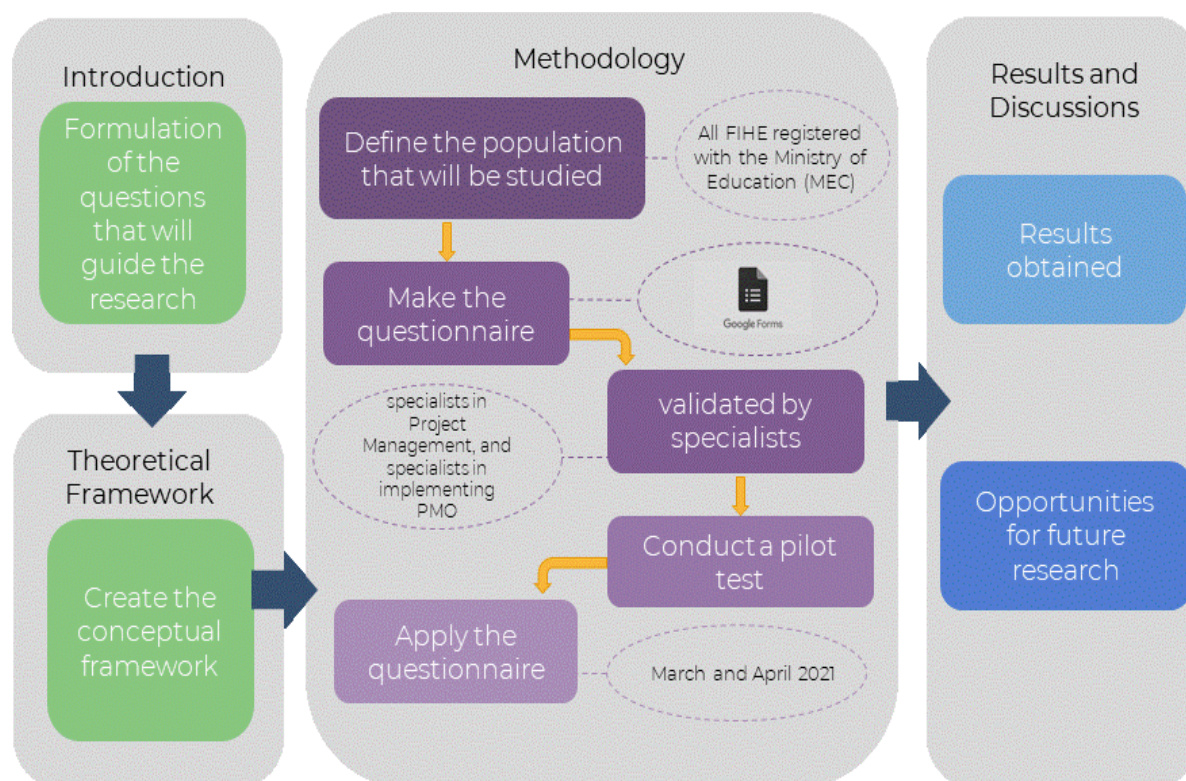 Introduction
Formulation
of the
questions
that will
guide the
research
Theoretical
Framework
Create the
conceptual
framework
Methodology
Define the population
that will be studied
All FIHE registered
with the Ministry of
Education (MEC)
Make the
questionnaire
Google Forms
validated by
specialists
specialists in
Project
Management, and
specialists in
implementing
PMO
Conduct a pilot
test
Apply the
questionnaire
March and April 2021
Results and
Discussions
Results
obtained
Opportunities
for future
research